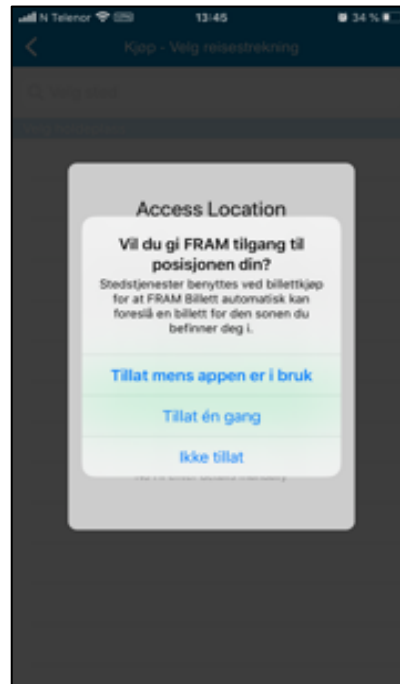 N Telenor 13:45 34 %
Kjøp - Velg reisestrekning
Access Location
Vil du gi FRAM tilgang til
posisjonen din?
Stedstjenester benyttes ved billettkjøp
for at FRAM Billett automatisk kan
foreslå en billett for den sonen du
befinner deg i.
Tillat mens appen er i bruk
Tillat én gang
Ikke tillat